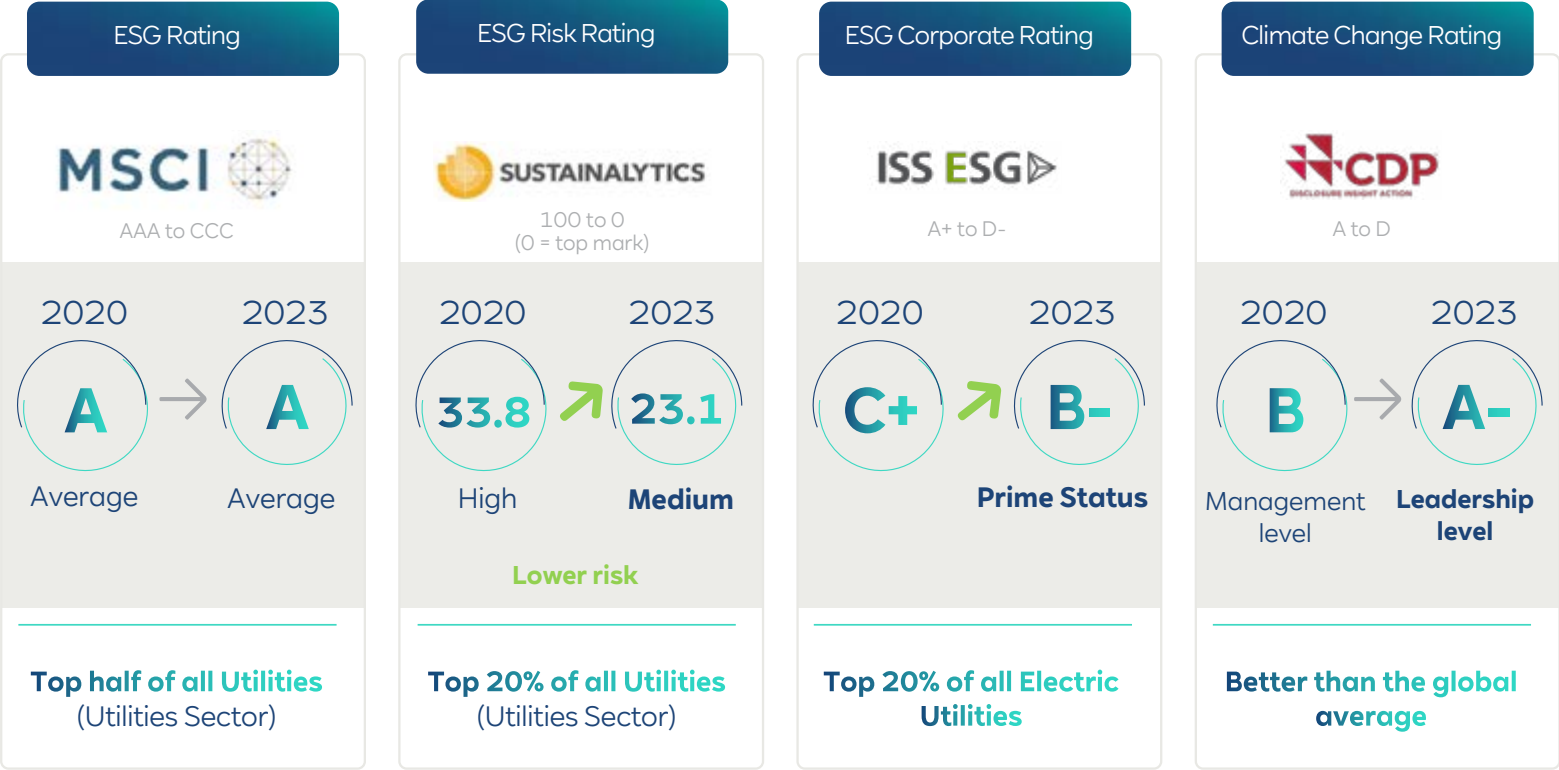 ESG Rating
MSCI
AAA to CCC
2020
2023
A
A
Average
Average
Top half of all Utilities
(Utilities Sector)
ESG Risk Rating
SUSTAINALYTICS
100 to 0
(0 = top mark)
2020
2023
33.8
23.1
High
Medium
Lower risk
Top 20% of all Utilities
(Utilities Sector)
ESG Corporate Rating
ISS ESG
A+ to D-
2020
2023
C+
B-
Prime Status
Top 20% of all Electric
Utilities
Climate Change Rating
CDP
DISCLOSURE INSIGHT ACTION
A to D
2020
2023
B
A-
Management
level
Leadership
level
Better than the global
average